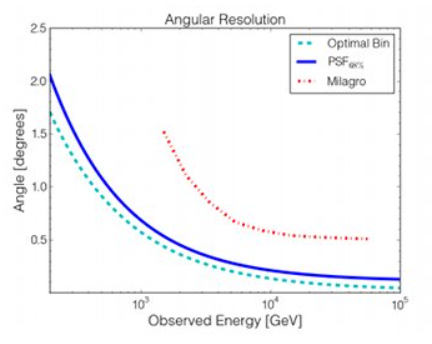 Angular Resolution
2.5
Optimal Bin
PSF
Milagro
2.0
1.5
1.0
0.5
Angle [degrees]
10³
10⁴
10⁵
Observed Energy [GeV]